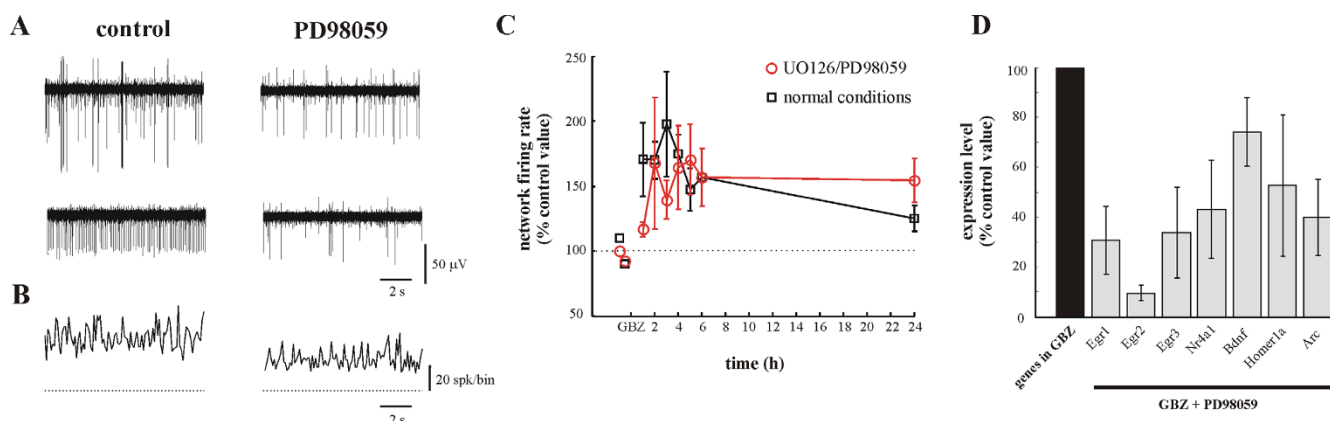 A
control
PD98059
50 µV
2 s
B
20 spk/bin
2 s
C
250
200
150
100
50
network firing rate
(% control value)
UO126/PD98059
normal conditions
GBZ 2 4 6 8 10 12 14 16 18 20 22 24
time (h)
D
100
80
60
40
20
0
expression level
(% control value)
genes in GBZ
Egr1
Egr2
Egr3
Nr4a1
Bdnf
Homer1a
Arc
GBZ + PD98059